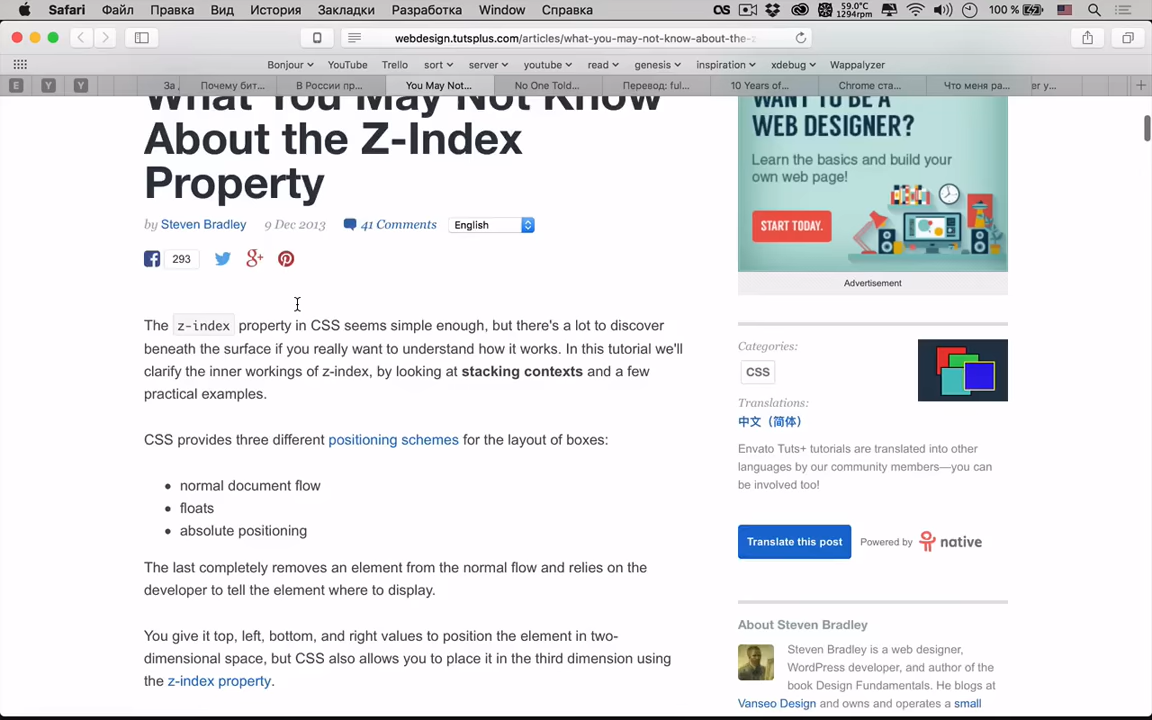 Safari Файл Правка Вид История Закладки Разработка Window Справка 59.0°C 1294rpm 100 %
webdesign.tutsplus.com/articles/what-you-may-not-know-about-the-z-
Bonjour YouTube Trello sort server youtube read genesis inspiration xdebug Wappalyzer
E Y Y За Почему бит... В России пр... You May Not... No One Told... Перевод: ful... 10 Years of... Chrome ста... Что меня ра... er y...
What You May Not Know
About the Z-Index
Property
by Steven Bradley 9 Dec 2013 41 Comments English
293
The z-index property in CSS seems simple enough, but there's a lot to discover
beneath the surface if you really want to understand how it works. In this tutorial we'll
clarify the inner workings of z-index, by looking at stacking contexts and a few
practical examples.
CSS provides three different positioning schemes for the layout of boxes:
• normal document flow
• floats
• absolute positioning
The last completely removes an element from the normal flow and relies on the
developer to tell the element where to display.
You give it top, left, bottom, and right values to position the element in two-
dimensional space, but CSS also allows you to place it in the third dimension using
the z-index property.
WANT TO BE A
WEB DESIGNER?
Learn the basics and build your
own web page!
START TODAY.
Advertisement
Categories:
CSS
Translations:
中文（简体）
Envato Tuts+ tutorials are translated into other
languages by our community members—you can
be involved too!
Translate this post Powered by native
About Steven Bradley
Steven Bradley is a web designer,
WordPress developer, and author of the
book Design Fundamentals. He blogs at
Vanseo Design and owns and operates a small